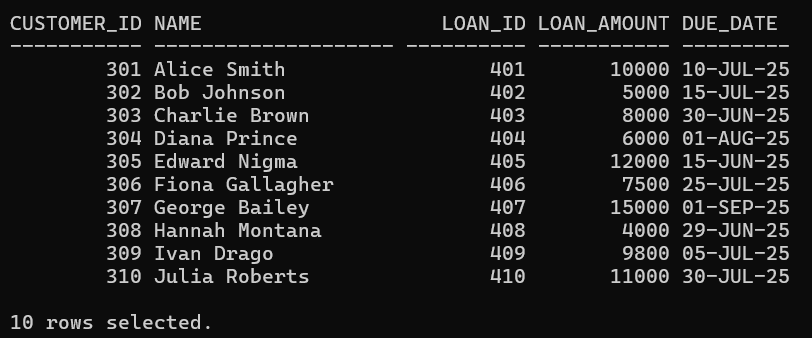 CUSTOMER_ID NAME                    LOAN_ID LOAN_AMOUNT DUE_DATE
----------- -------------------- ---------- ----------- ---------
        301 Alice Smith                 401       10000 10-JUL-25
        302 Bob Johnson                 402        5000 15-JUL-25
        303 Charlie Brown               403        8000 30-JUN-25
        304 Diana Prince                404        6000 01-AUG-25
        305 Edward Nigma                405       12000 15-JUN-25
        306 Fiona Gallagher             406        7500 25-JUL-25
        307 George Bailey               407       15000 01-SEP-25
        308 Hannah Montana              408        4000 29-JUN-25
        309 Ivan Drago                  409        9800 05-JUL-25
        310 Julia Roberts               410       11000 30-JUL-25

10 rows selected.